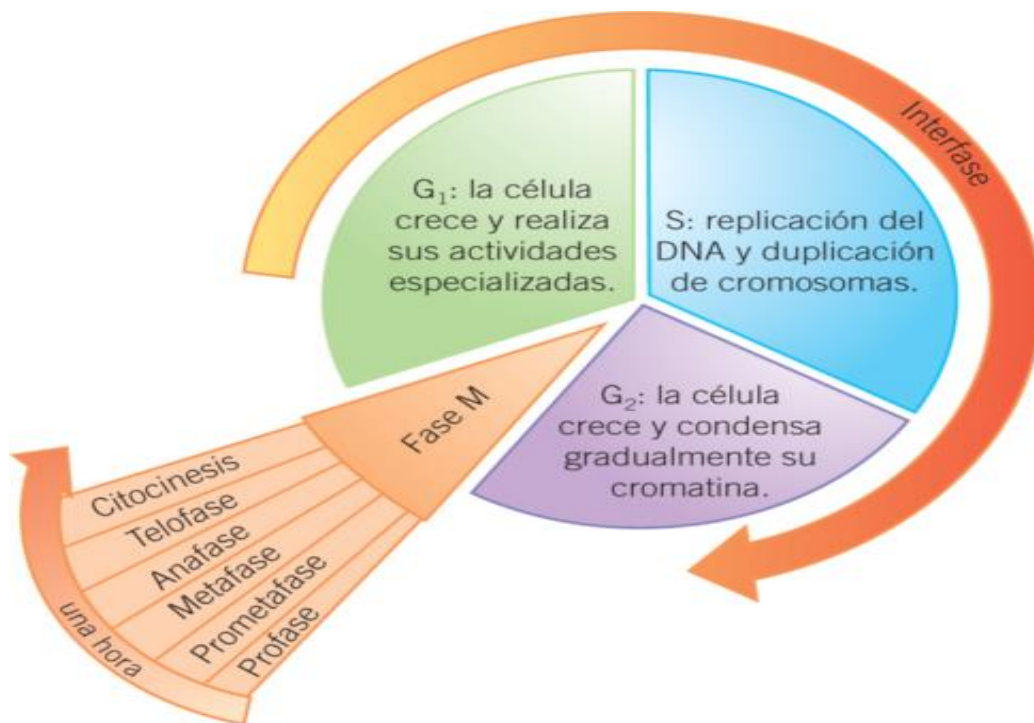 Interfase
G₁: la célula
crece y realiza
sus actividades
especializadas.
S: replicación del
DNA y duplicación
de cromosomas.
G₂: la célula
crece y condensa
gradualmente su
cromatina.
Fase M
Citocinesis
Telofase
Anafase
Metafase
Prometafase
Profase
una hora